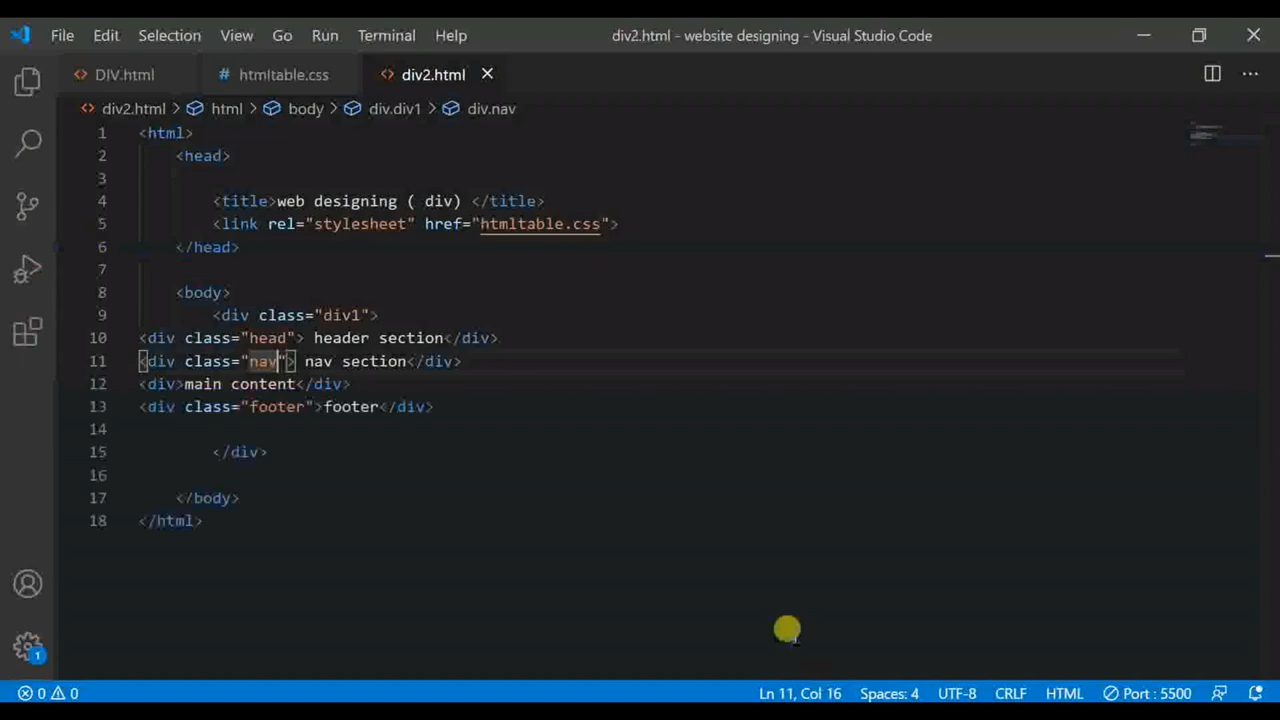 File Edit Selection View Go Run Terminal Help div2.html - website designing - Visual Studio Code
<> DIV.html # htmltable.css <> div2.html ×
<> div2.html > html > body > div.div1 > div.nav
1 <html>
2 <head>
3
4 <title>web designing ( div) </title>
5 <link rel="stylesheet" href="htmltable.css">
6 </head>
7
8 <body>
9 <div class="div1">
10 <div class="head"> header section</div>
11 <div class="nav"> nav section</div>
12 <div>main content</div>
13 <div class="footer">footer</div>
14
15 </div>
16
17 </body>
18 </html>
1
0 0 Ln 11, Col 16 Spaces: 4 UTF-8 CRLF HTML Port : 5500